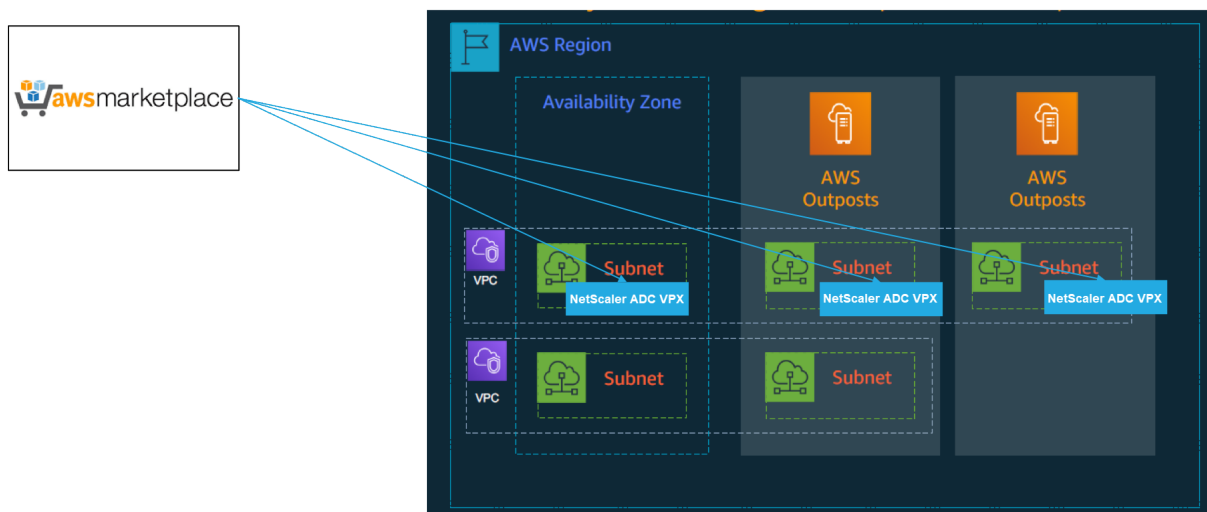 awsmarketplace
AWS Region
Availability Zone
AWS
Outposts
AWS
Outposts
VPC
Subnet
NetScaler ADC VPX
Subnet
NetScaler ADC VPX
Subnet
NetScaler ADC VPX
VPC
Subnet
Subnet